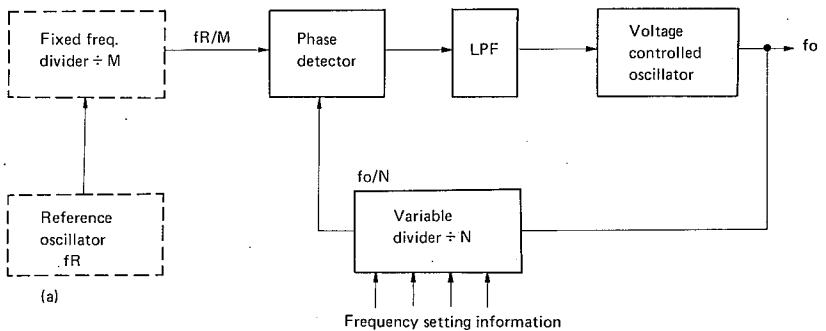 Fixed freq.
divider ÷ M
fR/M
Phase
detector
LPF
Voltage
controlled
oscillator
fo
Reference
oscillator
fR
(a)
fo/N
Variable
divider ÷ N
Frequency setting information